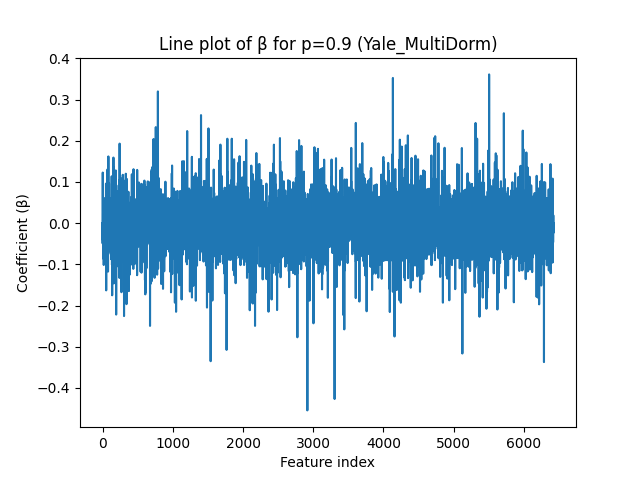 Line plot of β for p=0.9 (Yale_MultiDorm)
0.4
0.3
0.2
0.1
0.0
−0.1
−0.2
−0.3
−0.4
Coefficient (β)
0 1000 2000 3000 4000 5000 6000
Feature index